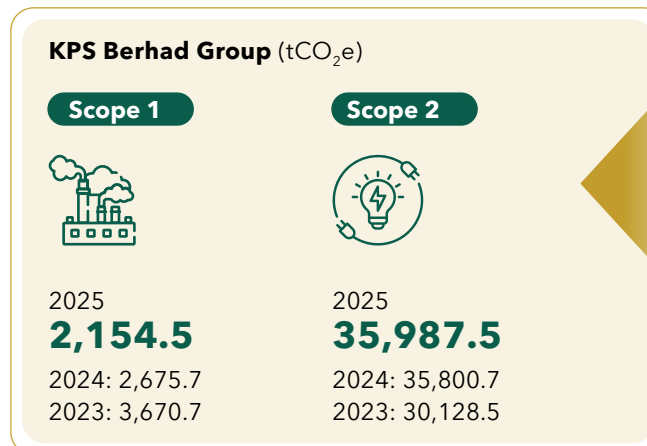 KPS Berhad Group (tCO₂e)
Scope 1
2025
2,154.5
2024: 2,675.7
2023: 3,670.7
Scope 2
2025
35,987.5
2024: 35,800.7
2023: 30,128.5